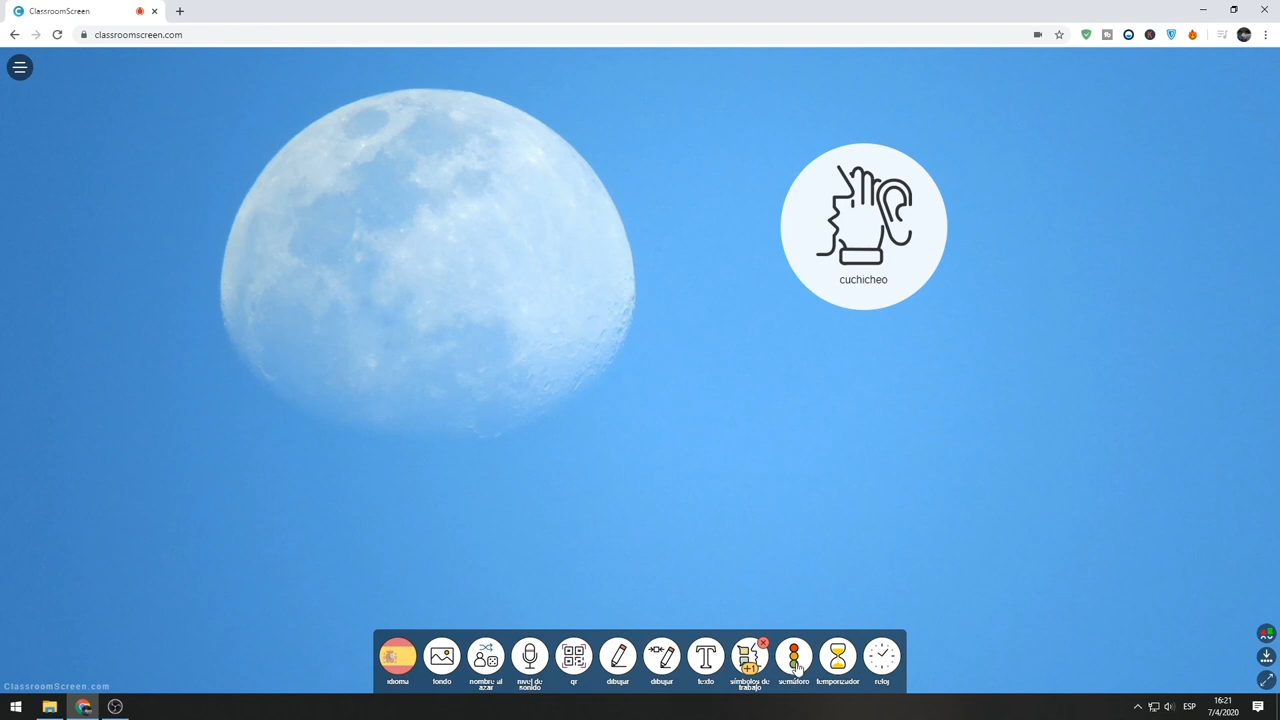 ClassroomScreen
classroomscreen.com
cuchicheo
idioma
fondo
nombre al
azar
nivel de
sonido
qr
dibujar
dibujar
texto
+1
símbolos de
trabajo
semáforo
temporizador
reloj
ClassroomScreen.com
ESP
16:21
7/4/2020